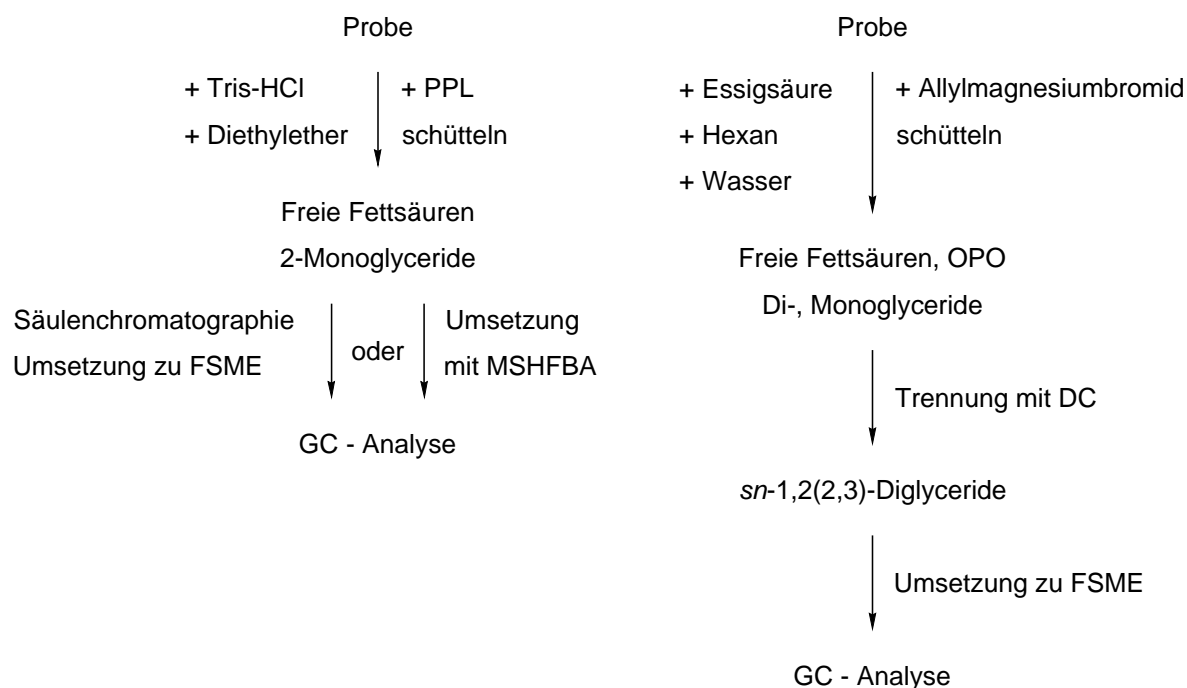 Probe
+ Tris-HCl
+ Diethylether
+ PPL
schütteln
Freie Fettsäuren
2-Monoglyceride
Säulenchromatographie
Umsetzung zu FSME
oder
Umsetzung
mit MSHFBA
GC - Analyse
Probe
+ Essigsäure
+ Hexan
+ Wasser
+ Allylmagnesiumbromid
schütteln
Freie Fettsäuren, OPO
Di-, Monoglyceride
Trennung mit DC
sn-1,2(2,3)-Diglyceride
Umsetzung zu FSME
GC - Analyse